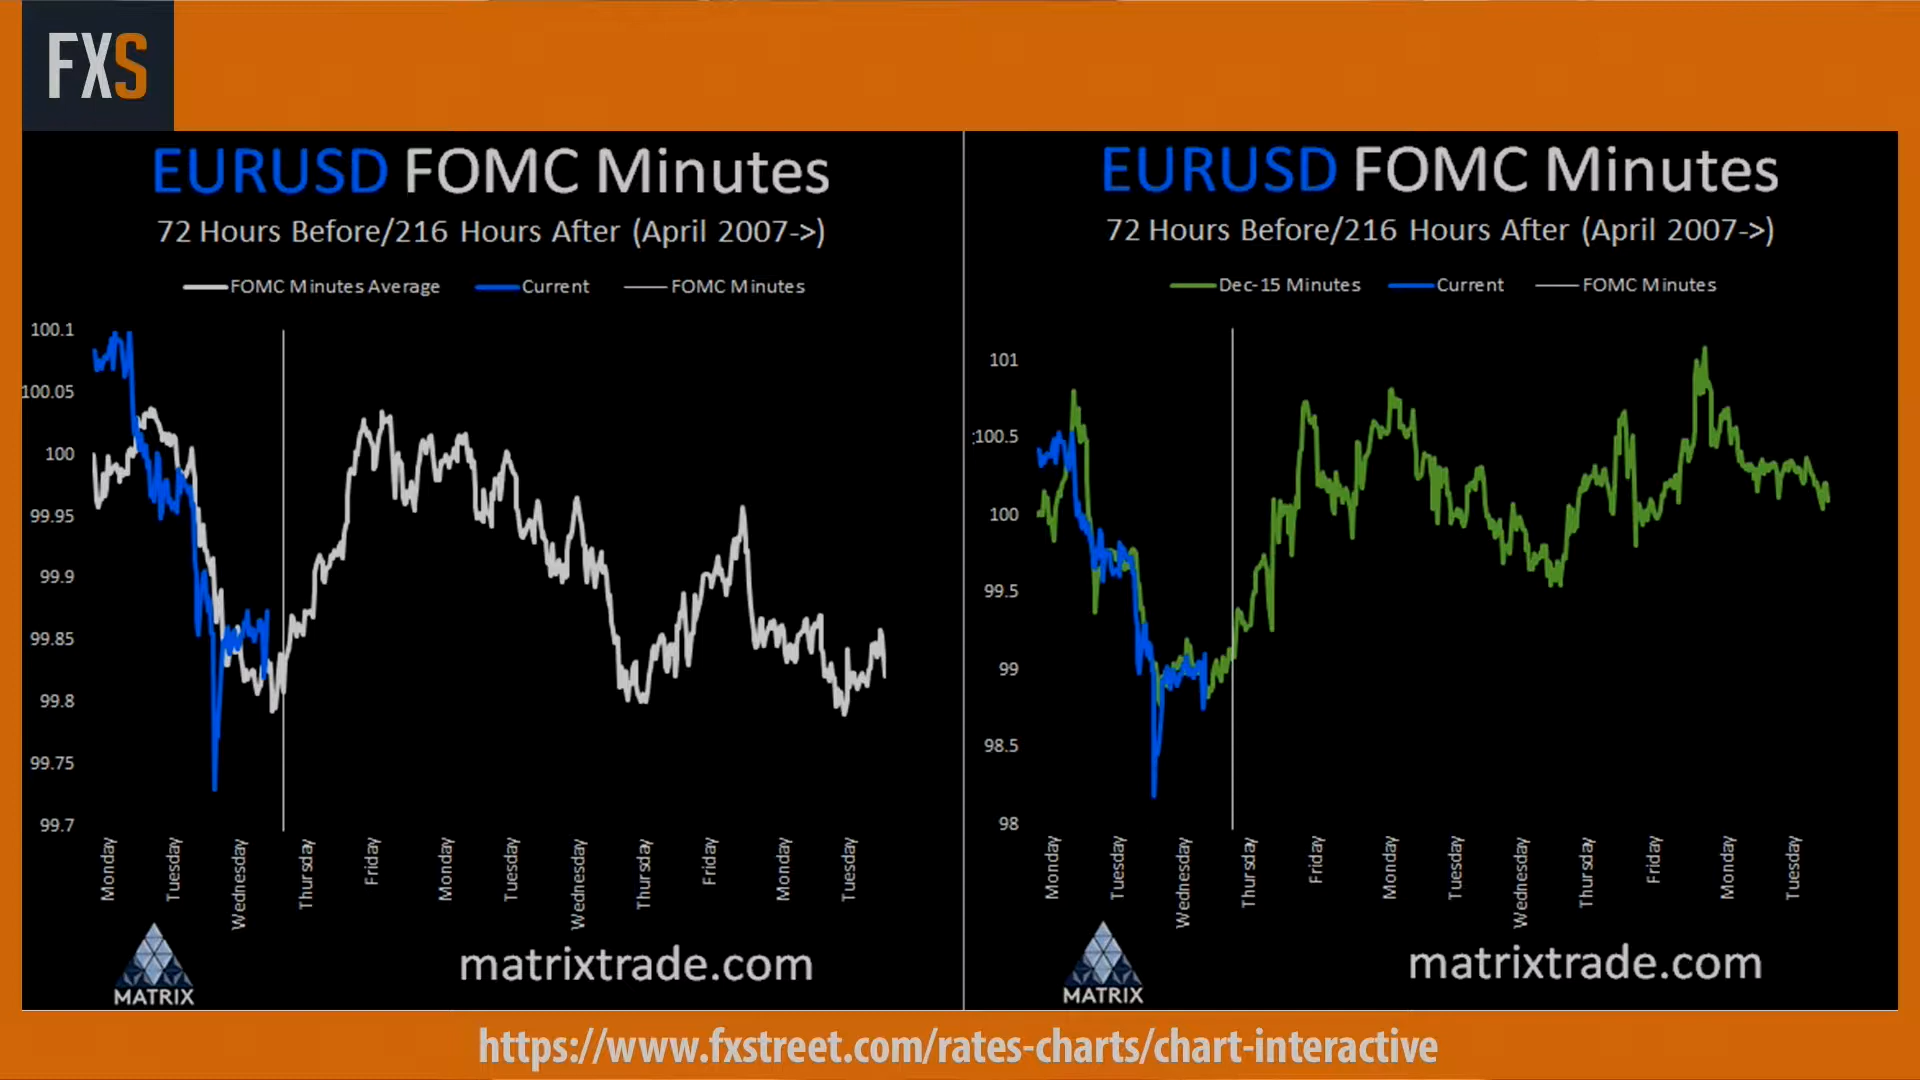 FXS
EURUSD FOMC Minutes
72 Hours Before/216 Hours After (April 2007->)
FOMC Minutes Average
Current
FOMC Minutes
100.1
100.05
100
99.95
99.9
99.85
99.8
99.75
99.7
Monday
Tuesday
Wednesday
Thursday
Friday
Monday
Tuesday
Wednesday
Thursday
Friday
Monday
Tuesday
MATRIX
matrixtrade.com
EURUSD FOMC Minutes
72 Hours Before/216 Hours After (April 2007->)
Dec-15 Minutes
Current
FOMC Minutes
101
100.5
100
99.5
99
98.5
98
Monday
Tuesday
Wednesday
Thursday
Friday
Monday
Tuesday
Wednesday
Thursday
Friday
Monday
Tuesday
MATRIX
matrixtrade.com
https://www.fxstreet.com/rates-charts/chart-interactive